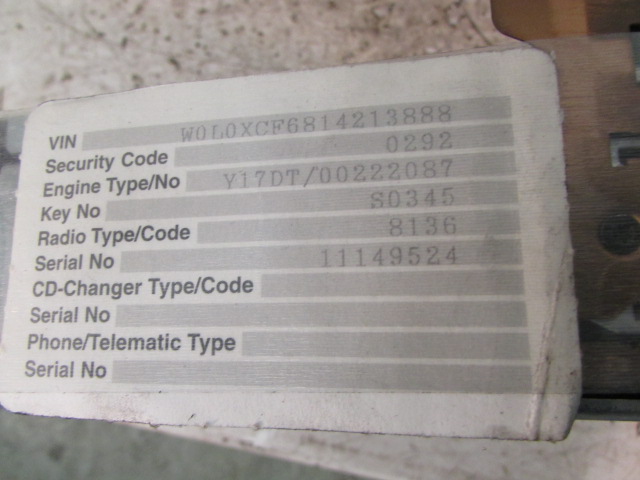 VIN W0L0XCF6814213888
Security Code 0292
Engine Type/No Y17DT/00222087
Key No S0345
Radio Type/Code 8136
Serial No 11149524
CD-Changer Type/Code
Serial No
Phone/Telematic Type
Serial No